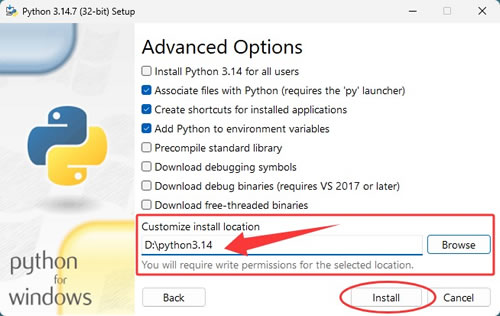 Python 3.14.7 (32-bit) Setup
Advanced Options
Install Python 3.14 for all users
Associate files with Python (requires the 'py' launcher)
Create shortcuts for installed applications
Add Python to environment variables
Precompile standard library
Download debugging symbols
Download debug binaries (requires VS 2017 or later)
Download free-threaded binaries
Customize install location
D:\python3.14
Browse
You will require write permissions for the selected location.
python
for
windows
Back
Install
Cancel